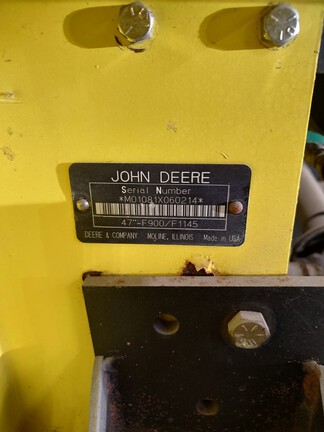 JOHN DEERE
Serial Number
*M01081X060214*
47"-F900/F1145
DEERE & COMPANY MOLINE, ILLINOIS Made in USA